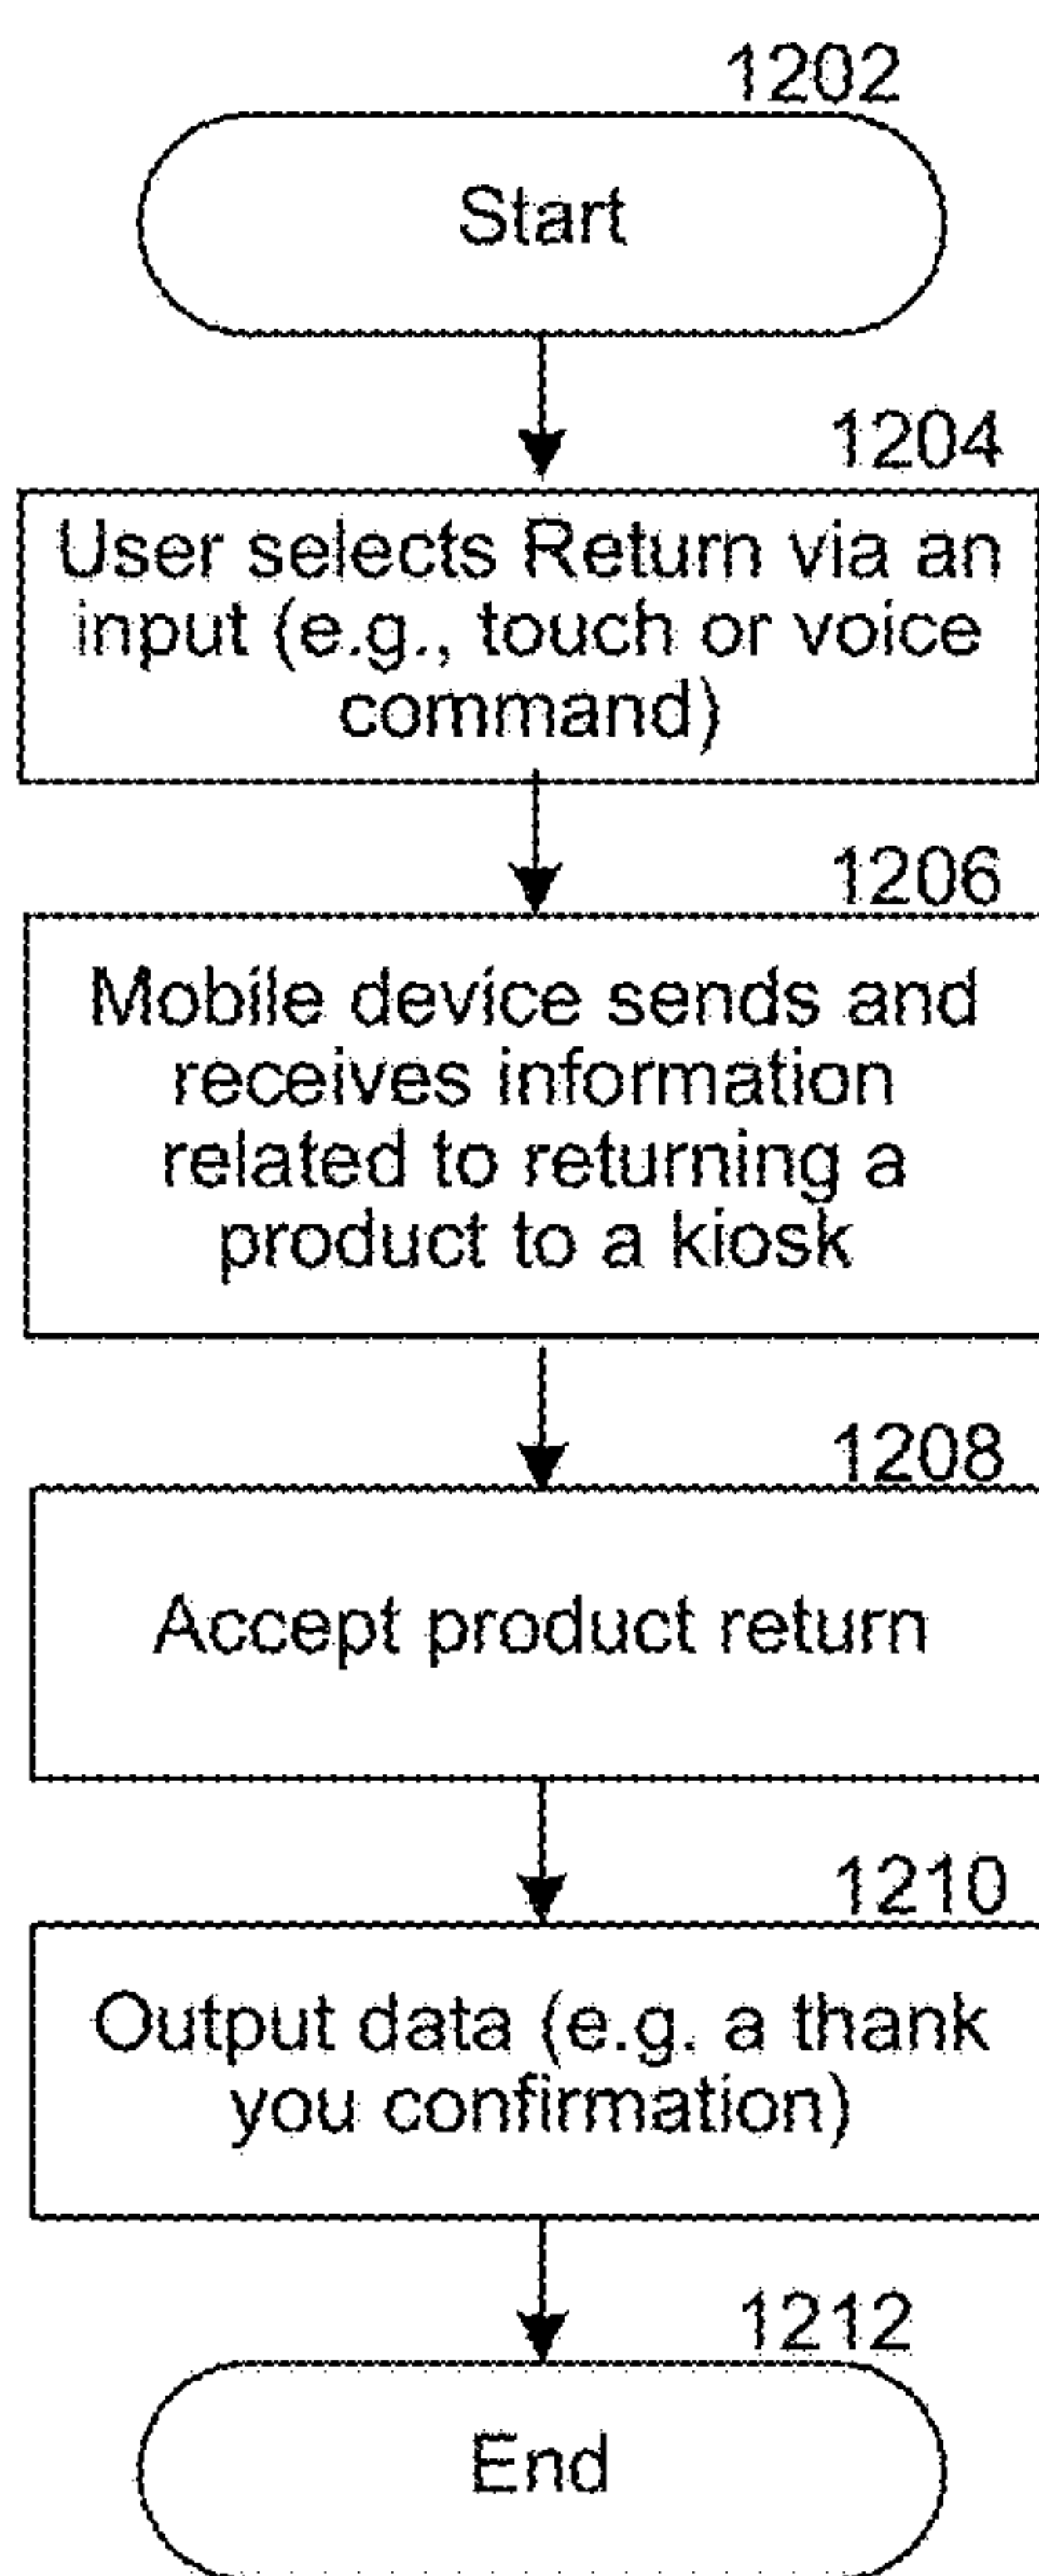 1202
Start
1204
User selects Return via an
input (e.g., touch or voice
command)
1206
Mobile device sends and
receives information
related to returning a
product to a kiosk
1208
Accept product return
1210
Output data (e.g. a thank
you confirmation)
1212
End